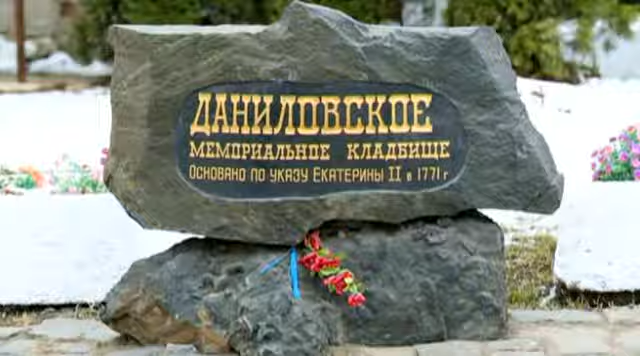 ДАНИЛОВСКОЕ
МЕМОРИАЛЬНОЕ КЛАДБИЩЕ
ОСНОВАНО ПО УКАЗУ ЕКАТЕРИНЫ II в 1771 г